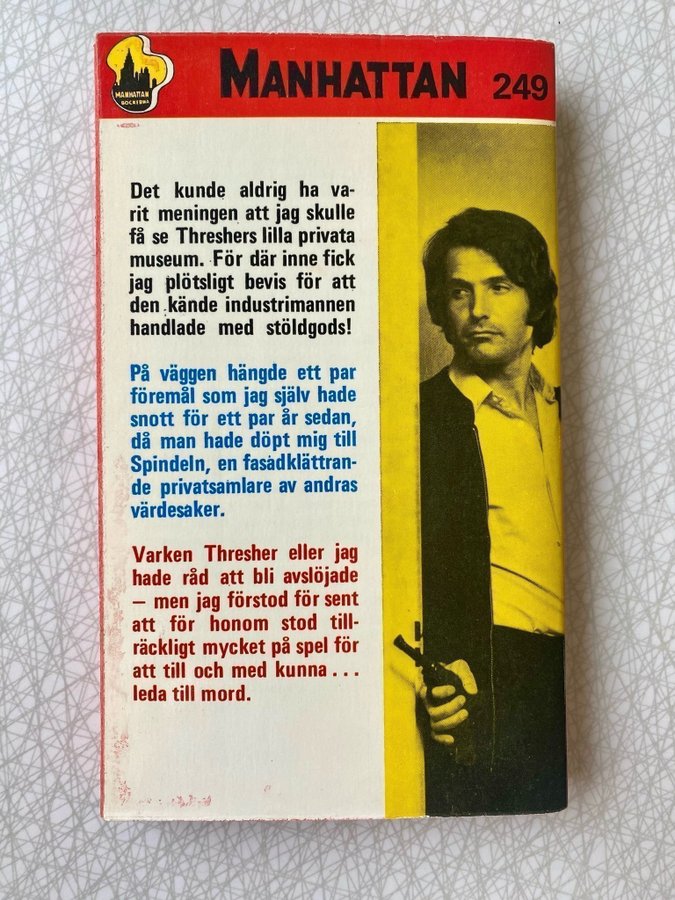 MANHATTAN
BÖCKERNA
MANHATTAN 249
Det kunde aldrig ha va-
rit meningen att jag skulle
få se Threshers lilla privata
museum. För där inne fick
jag plötsligt bevis för att
den kände industrimannen
handlade med stöldgods!
På väggen hängde ett par
föremål som jag själv hade
snott för ett par år sedan,
då man hade döpt mig till
Spindeln, en fasadklättran-
de privatsamlare av andras
värdesaker.
Varken Thresher eller jag
hade råd att bli avslöjade
— men jag förstod för sent
att för honom stod till-
räckligt mycket på spel för
att till och med kunna...
leda till mord.